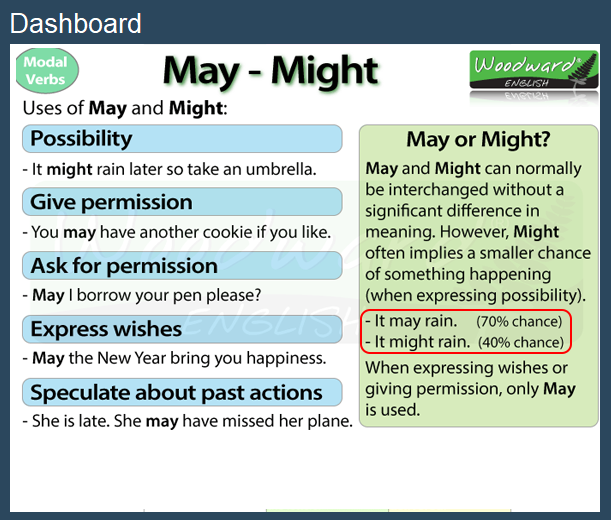 Dashboard
Modal
Verbs
May - Might
Woodward®
ENGLISH
Uses of May and Might:
Possibility
- It might rain later so take an umbrella.
Give permission
- You may have another cookie if you like.
Ask for permission
- May I borrow your pen please?
Express wishes
- May the New Year bring you happiness.
Speculate about past actions
- She is late. She may have missed her plane.
May or Might?
May and Might can normally
be interchanged without a
significant difference in
meaning. However, Might
often implies a smaller chance
of something happening
(when expressing possibility).
- It may rain. (70% chance)
- It might rain. (40% chance)
When expressing wishes or
giving permission, only May
is used.
Woodward
ENGLISH